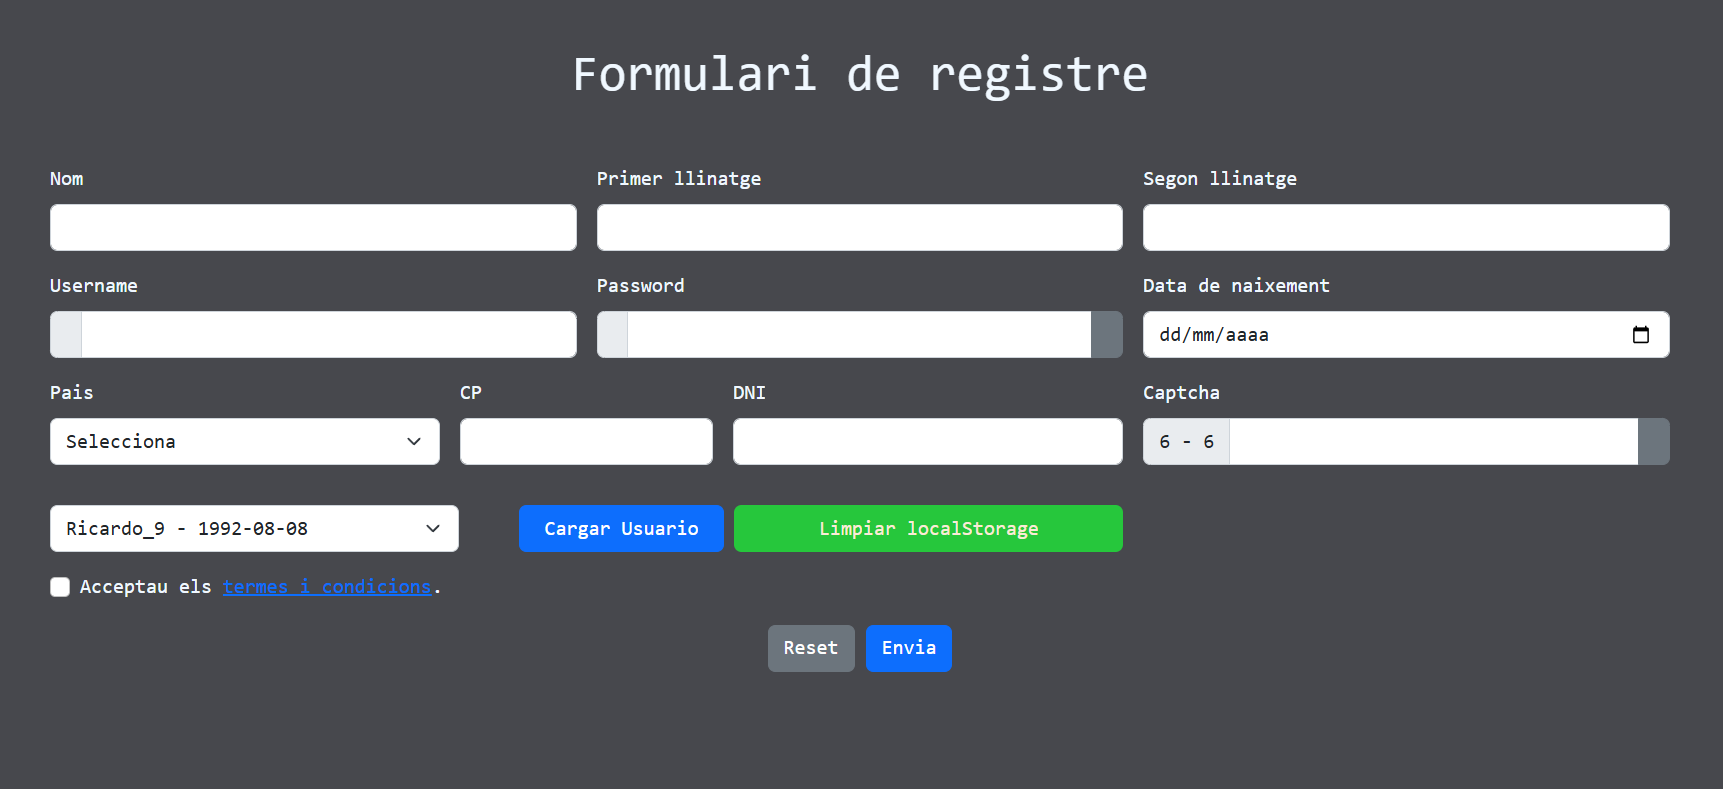 Formulari de registre
Nom Primer llinatge Segon llinatge
Username Password Data de naixement
dd/mm/aaaa
Pais CP DNI Captcha
Selecciona 6 - 6
Ricardo_9 - 1992-08-08 Cargar Usuario Limpiar localStorage
Acceptau els termes i condicions.
Reset Envia